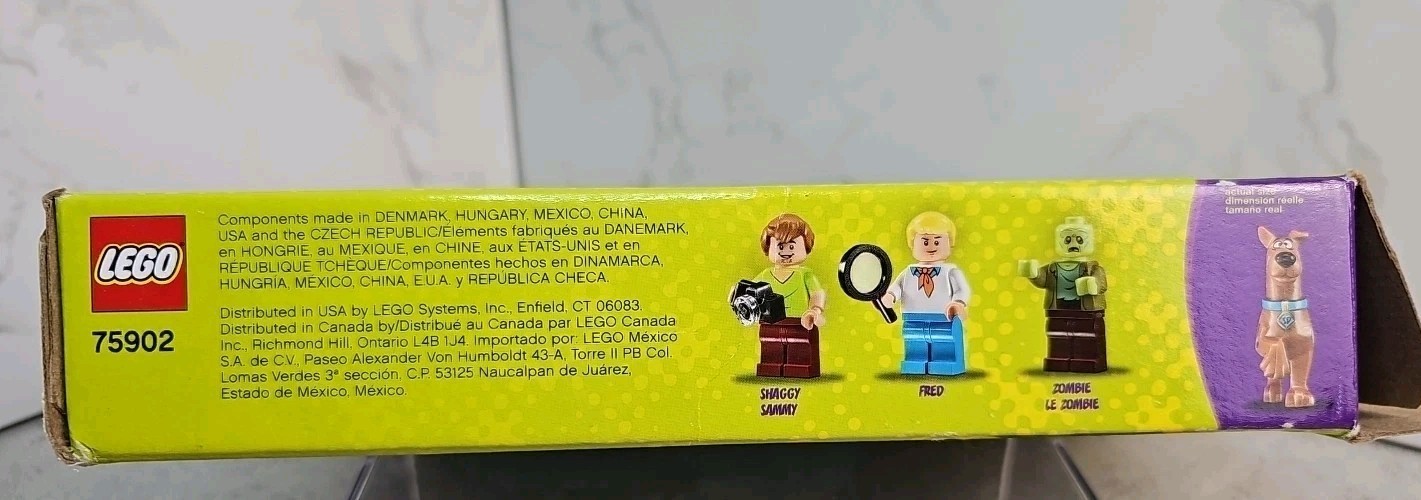 LEGO
75902
Components made in DENMARK, HUNGARY, MEXICO, CHINA,
USA and the CZECH REPUBLIC/Éléments fabriqués au DANEMARK,
en HONGRIE, au MEXIQUE, en CHINE, aux ÉTATS-UNIS et en
RÉPUBLIQUE TCHÈQUE/Componentes hechos en DINAMARCA,
HUNGRÍA, MÉXICO, CHINA, E.U.A. y REPÚBLICA CHECA.
Distributed in USA by LEGO Systems, Inc., Enfield, CT 06083.
Distributed in Canada by/Distribué au Canada par LEGO Canada
Inc., Richmond Hill, Ontario L4B 1J4. Importado por: LEGO México
S.A. de C.V., Paseo Alexander Von Humboldt 43-A, Torre II PB Col.
Lomas Verdes 3ª sección, C.P. 53125 Naucalpan de Juárez,
Estado de México, México.
SHAGGY
SAMMY
FRED
ZOMBIE
LE ZOMBIE
actual size
dimension réelle
tamaño real